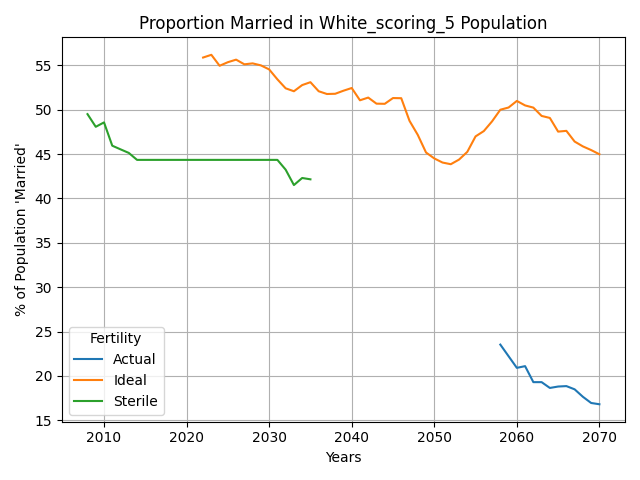 Proportion Married in White_scoring_5 Population
% of Population 'Married'
55
50
45
40
35
30
25
20
15
Fertility
Actual
Ideal
Sterile
2010 2020 2030 2040 2050 2060 2070
Years